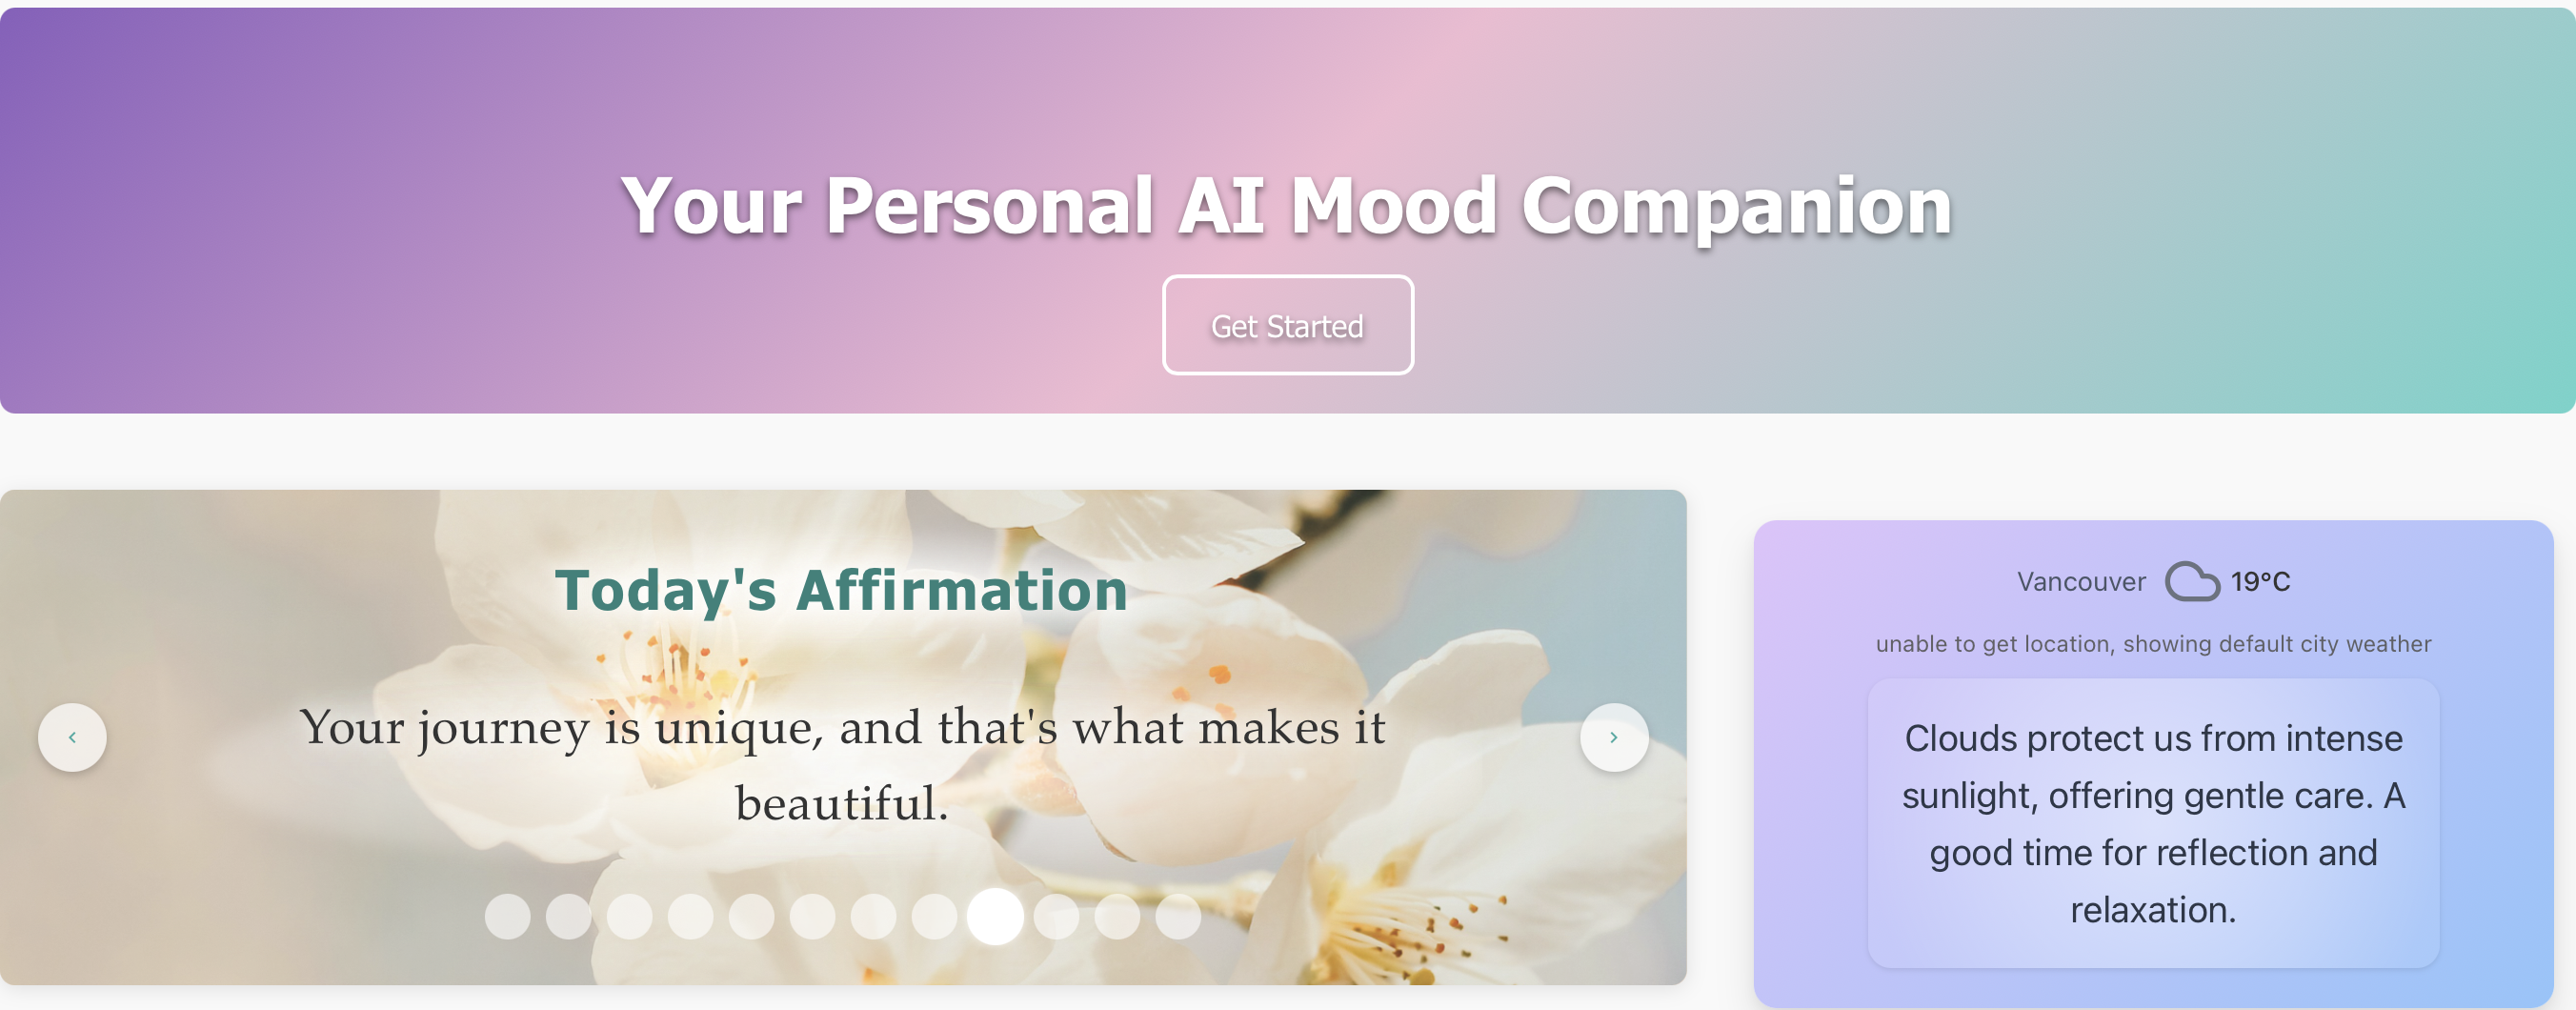 Your Personal AI Mood Companion
Get Started
Today's Affirmation
Your journey is unique, and that's what makes it
beautiful.
Vancouver 19°C
unable to get location, showing default city weather
Clouds protect us from intense
sunlight, offering gentle care. A
good time for reflection and
relaxation.